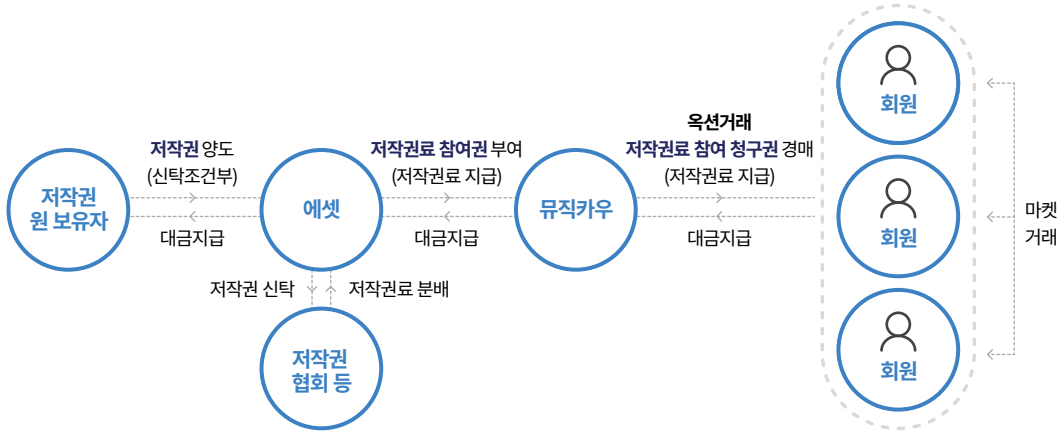 저작권
원 보유자
저작권 양도
(신탁조건부)
대금지급
에셋
저작권 신탁
저작권료 분배
저작권
협회 등
저작권료 참여권 부여
(저작권료 지급)
대금지급
뮤직카우
옥션거래
저작권료 참여 청구권 경매
(저작권료 지급)
대금지급
회원
회원
회원
마켓
거래